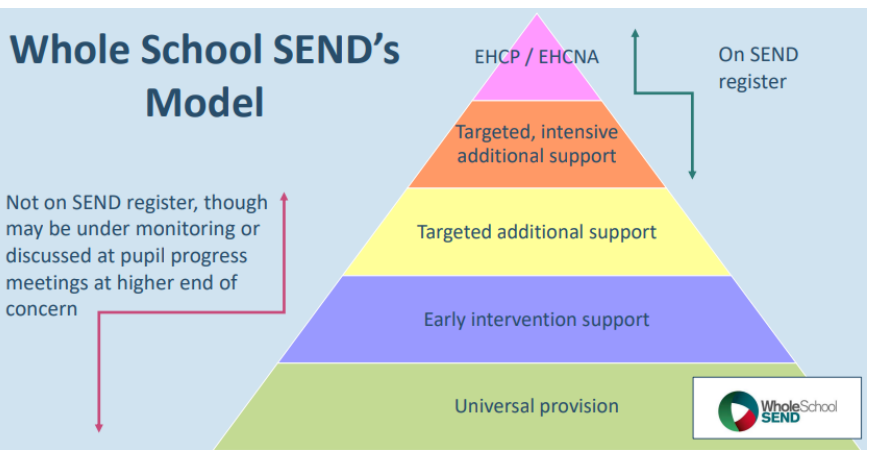 Whole School SEND's
Model
EHCP / EHCNA
On SEND
register
Targeted, intensive
additional support
Not on SEND register, though
may be under monitoring or
discussed at pupil progress
meetings at higher end of
concern
Targeted additional support
Early intervention support
Universal provision
WholeSchool
SEND